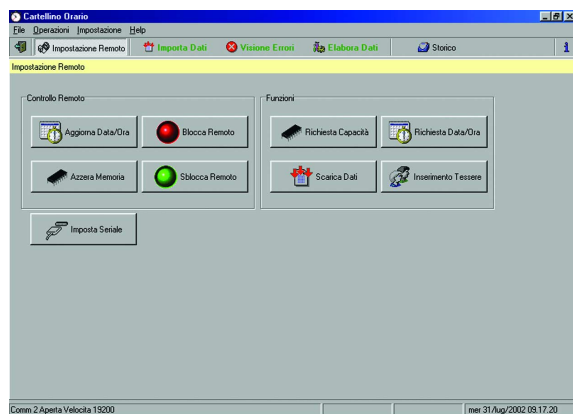 Cartellino Orario
File Operazioni Impostazione Help
Impostazione Remoto Importa Dati Visione Errori Elabora Dati Storico
Impostazione Remoto
Controllo Remoto
Aggiorna Data/Ora
Blocca Remoto
Azzera Memoria
Sblocca Remoto
Funzioni
Richiesta Capacità
Richiesta Data/Ora
Scarica Dati
Inserimento Tessere
Imposta Seriale
Comm 2 Aperta Velocita 19200
mer 31/lug/2002 09.17.20